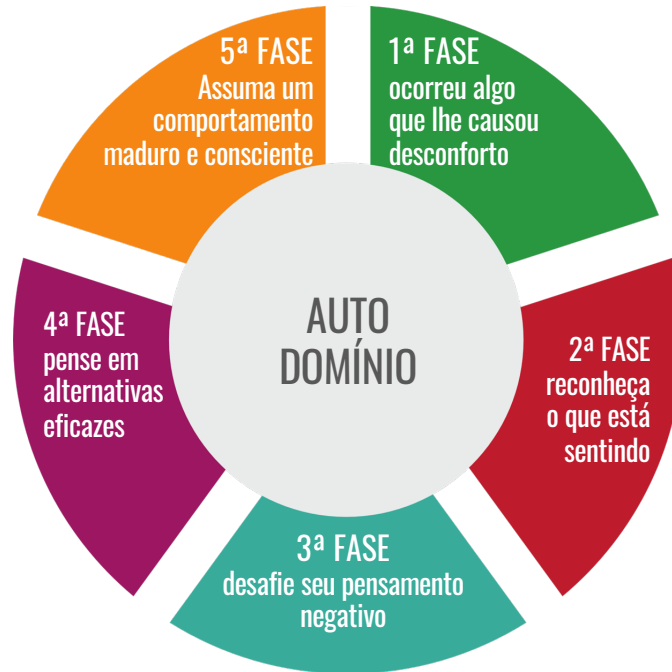 1ª FASE
ocorreu algo
que lhe causou
desconforto
2ª FASE
reconheça
o que está
sentindo
3ª FASE
desafie seu pensamento
negativo
4ª FASE
pense em
alternativas
eficazes
5ª FASE
Assuma um
comportamento
maduro e consciente
AUTO
DOMÍNIO